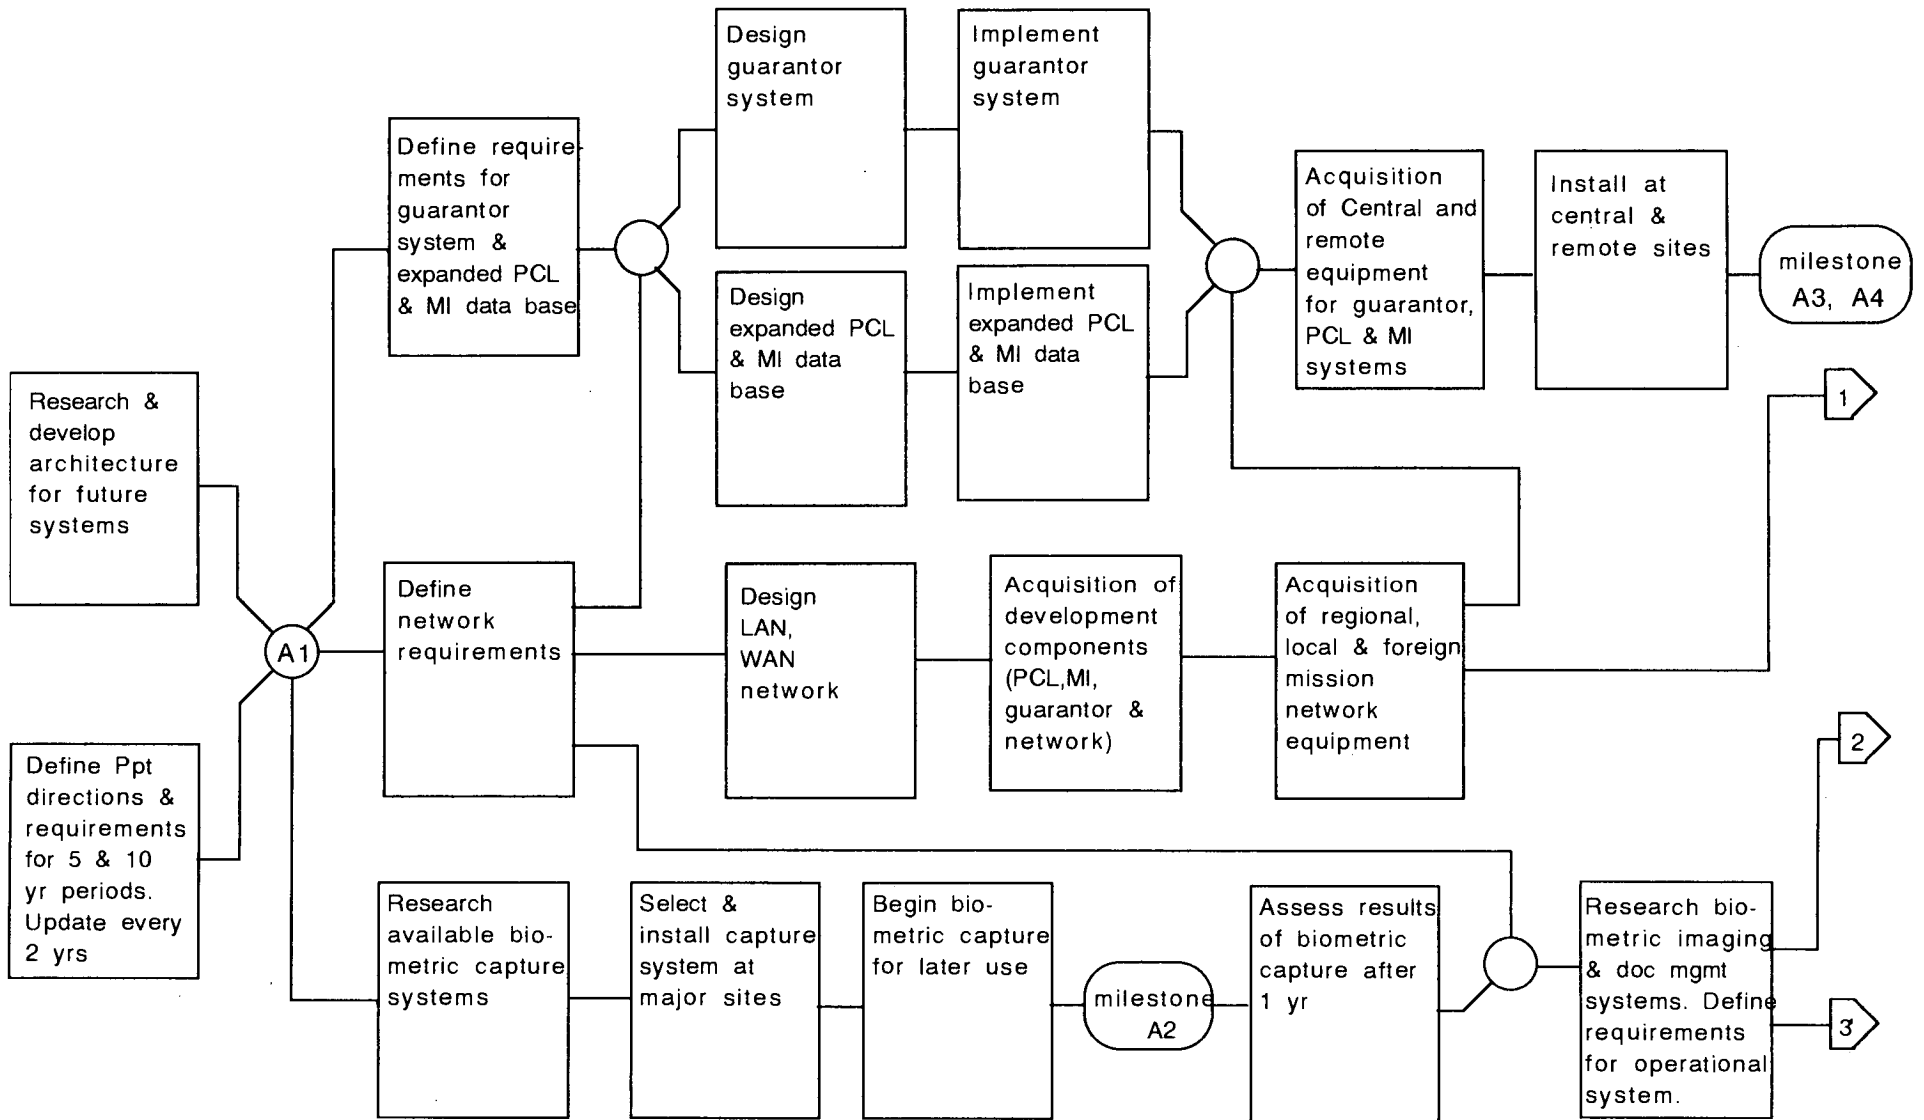 Design
guarantor
system
Implement
guarantor
system
Define require-
ments for
guarantor
system &
expanded PCL
& MI data base
Acquisition
of Central and
remote
equipment
for guarantor,
PCL & MI
systems
Install at
central &
remote sites
milestone
A3, A4
Design
expanded PCL
& MI data
base
Implement
expanded PCL
& MI data
base
1
Research &
develop
architecture
for future
systems
A1
Define
network
requirements
Design
LAN,
WAN
network
Acquisition of
development
components
(PCL,MI,
guarantor &
network)
Acquisition
of regional,
local & foreign
mission
network
equipment
2
Define Ppt
directions &
requirements
for 5 & 10
yr periods.
Update every
2 yrs
Research
available bio-
metric capture
systems
Select &
install capture
system at
major sites
Begin bio-
metric capture
for later use
milestone
A2
Assess results
of biometric
capture after
1 yr
Research bio-
metric imaging
& doc mgmt
systems. Define
requirements
for operational
system.
3